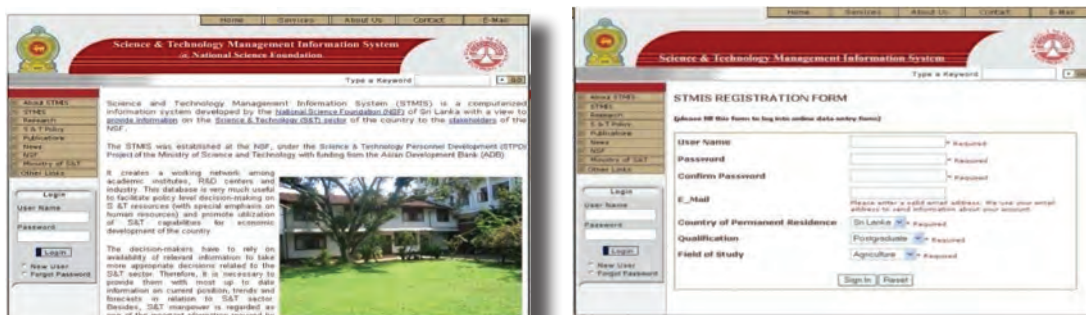 Home Services About Us Contact E-Mail
Science & Technology Management Information System
@ National Science Foundation
Type a Keyword GO
About STMIS
STMIS
Research
S & T Policy
Publications
News
NSF
Ministry of S&T
Other Links
Login
User Name
Password
Login
New User
Forgot Password
Science and Technology Management Information System (STMIS) is a computerized
information system developed by the National Science Foundation (NSF) of Sri Lanka with a view to
provide information on the Science & Technology (S&T) sector of the country to the stakeholders of the
NSF.
The STMIS was established at the NSF, under the Science & Technology Personnel Development (STPD)
Project of the Ministry of Science and Technology with funding from the Asian Development Bank (ADB)
It creates a working network among
academic institutes, R&D centers and
industry. This database is very much useful
to facilitate policy level decision-making on
S &T resources (with special emphasis on
human resources) and promote utilization
of S&T capabilities for economic
development of the country
The decision-makers have to rely on
availability of relevant information to take
more appropriate decisions related to the
S&T sector. Therefore, it is necessary to
provide them with most up to date
information on current position, trends and
forecasts in relation to S&T sector.
Besides, S&T manpower is regarded as
Home Services About Us Contact E-Mail
Science & Technology Management Information System
Type a Keyword GO
About STMIS
STMIS
Research
S & T Policy
Publications
News
NSF
Ministry of S&T
Other Links
Login
User Name
Password
Login
New User
Forgot Password
STMIS REGISTRATION FORM
(please fill this form to log into online data entry forms)
User Name * Required
Password * Required
Confirm Password * Required
E_Mail
Please enter a valid email address. We use your email
address to send information about your account.
Country of Permanent Residence Sri Lanka * Required
Qualification Postgraduate * Required
Field of Study Agriculture * Required
Sign In Reset